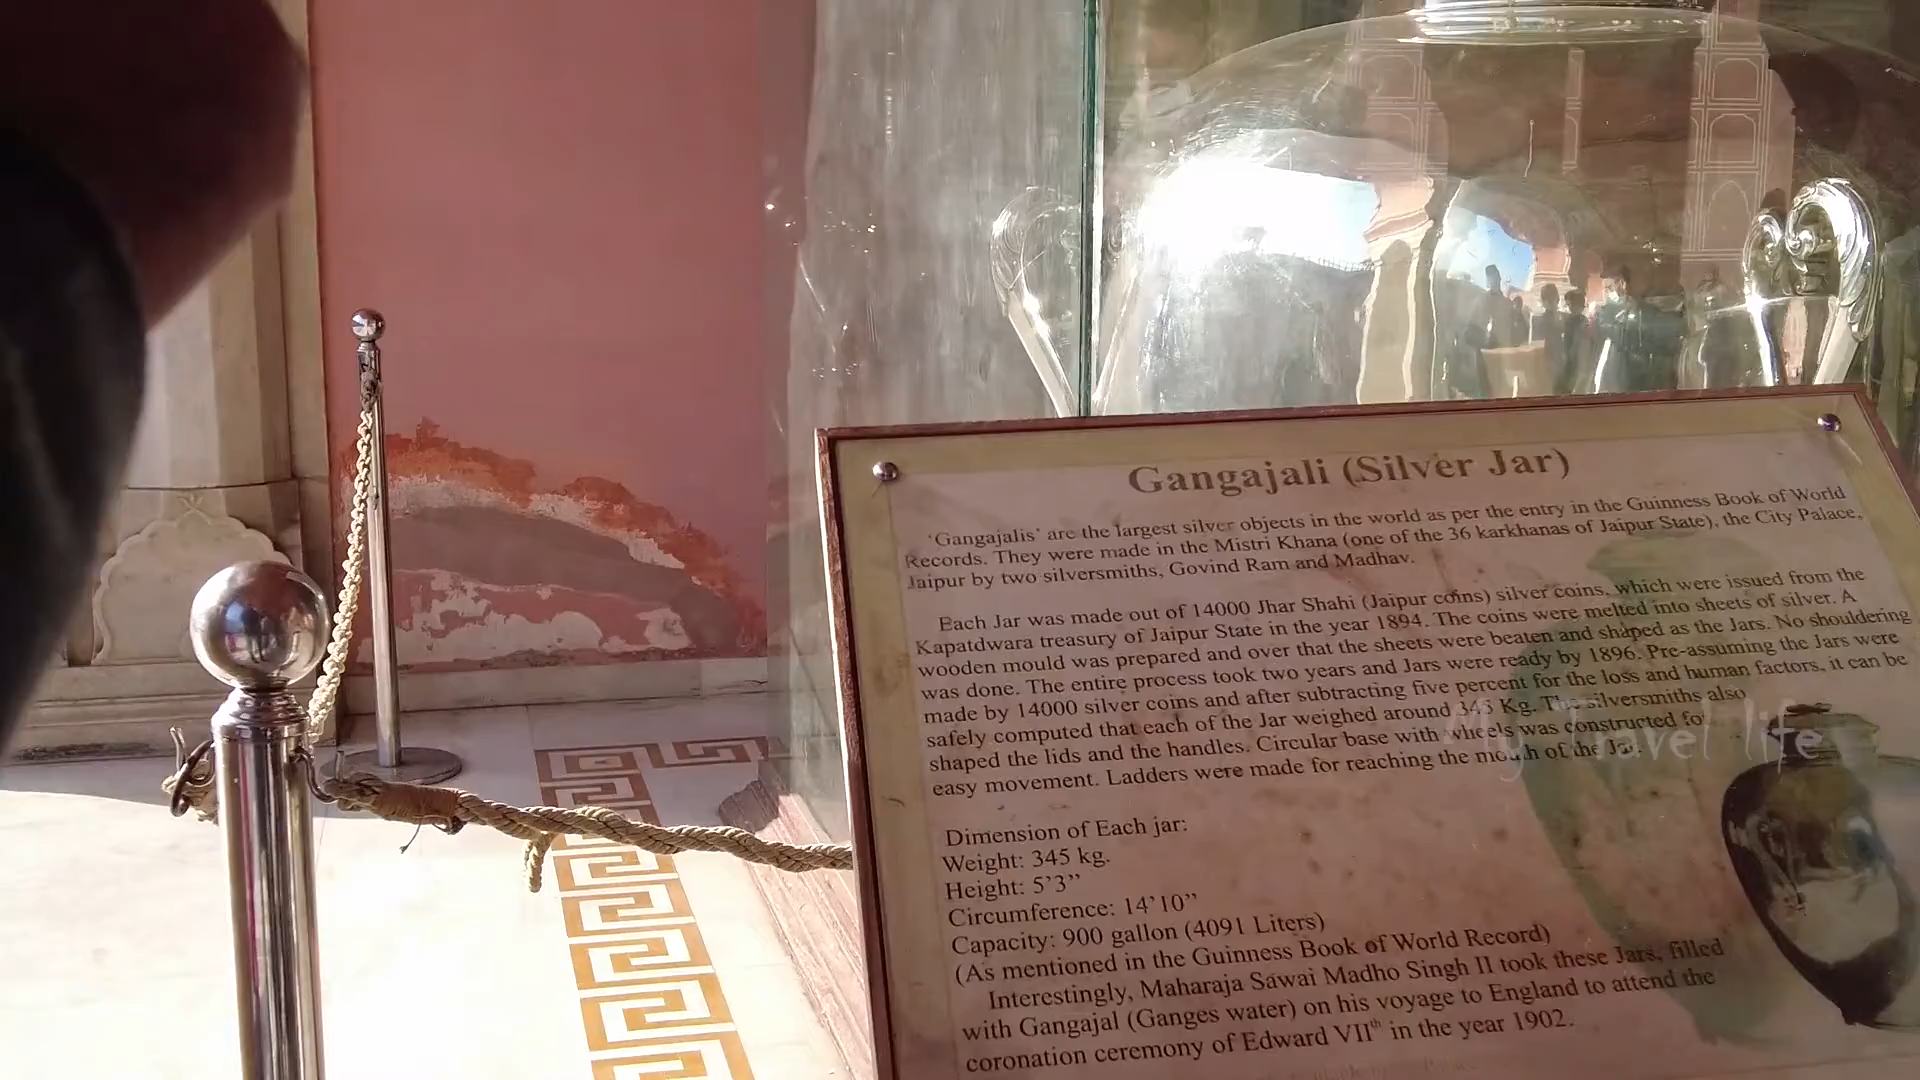 Gangajali (Silver Jar)
'Gangajalis' are the largest silver objects in the world as per the entry in the Guinness Book of World
Records. They were made in the Mistri Khana (one of the 36 karkhanas of Jaipur State), the City Palace,
Jaipur by two silversmiths, Govind Ram and Madhav.
Each Jar was made out of 14000 Jhar Shahi (Jaipur coins) silver coins, which were issued from the
Kapatdwara treasury of Jaipur State in the year 1894. The coins were melted into sheets of silver. A
wooden mould was prepared and over that the sheets were beaten and shaped as the Jars. No shouldering
was done. The entire process took two years and Jars were ready by 1896. Pre-assuming the Jars were
made by 14000 silver coins and after subtracting five percent for the loss and human factors, it can be
safely computed that each of the Jar weighed around 345 Kg. The silversmiths also
shaped the lids and the handles. Circular base with wheels was constructed for
easy movement. Ladders were made for reaching the mouth of the Jar.
My Travel life
Dimension of Each jar:
Weight: 345 kg.
Height: 5'3"
Circumference: 14'10"
Capacity: 900 gallon (4091 Liters)
(As mentioned in the Guinness Book of World Record)
Interestingly, Maharaja Sawai Madho Singh II took these Jars, filled
with Gangajal (Ganges water) on his voyage to England to attend the
coronation ceremony of Edward VIIth in the year 1902.